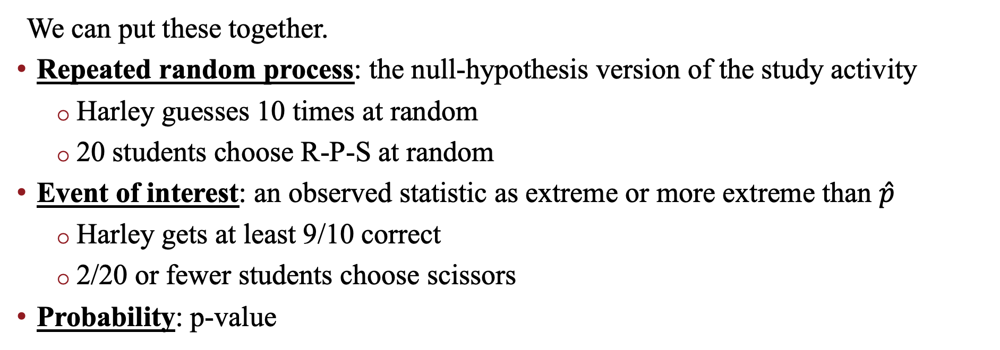 We can put these together.
• Repeated random process: the null-hypothesis version of the study activity
o Harley guesses 10 times at random
o 20 students choose R-P-S at random
• Event of interest: an observed statistic as extreme or more extreme than p̂
o Harley gets at least 9/10 correct
o 2/20 or fewer students choose scissors
• Probability: p-value